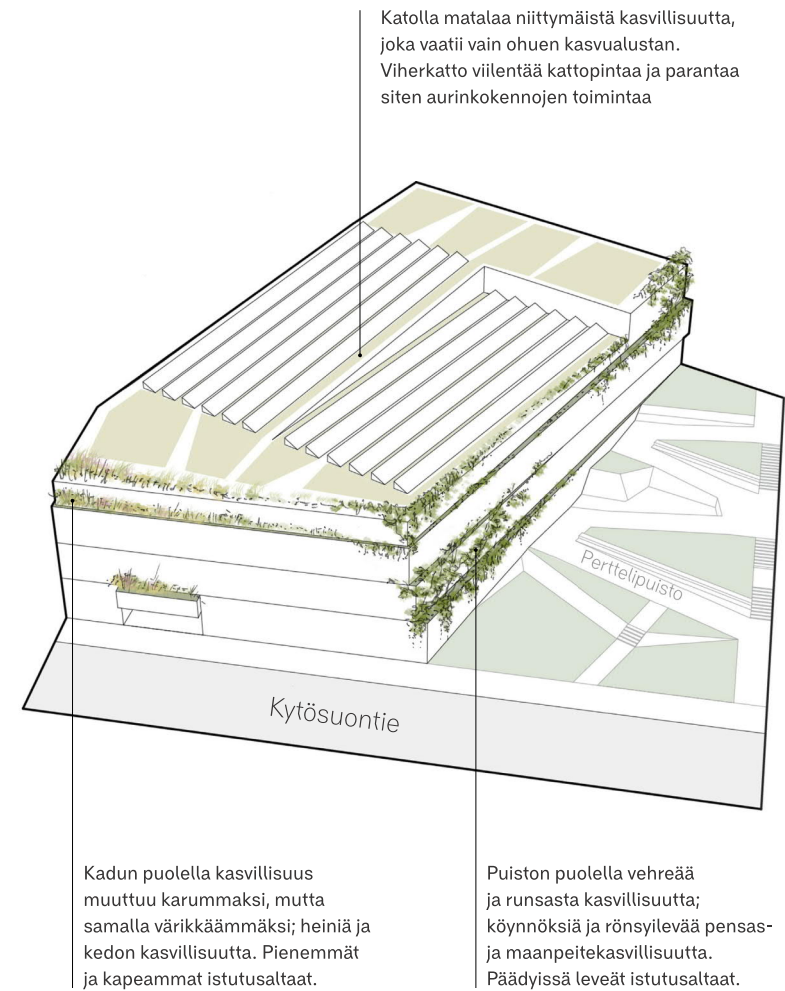 Katolla matalaa niittymäistä kasvillisuutta,
joka vaatii vain ohuen kasvualustan.
Viherkatto viilentää kattopintaa ja parantaa
siten aurinkokennojen toimintaa
Perttelipuisto
Kytösuontie
Kadun puolella kasvillisuus
muuttuu karummaksi, mutta
samalla värikkäämmäksi; heiniä ja
kedon kasvillisuutta. Pienemmät
ja kapeammat istutusaltaat.
Puiston puolella vehreää
ja runsasta kasvillisuutta;
köynnöksiä ja rönsyilevää pensas-
ja maanpeitekasvillisuutta.
Päädyissä leveät istutusaltaat.